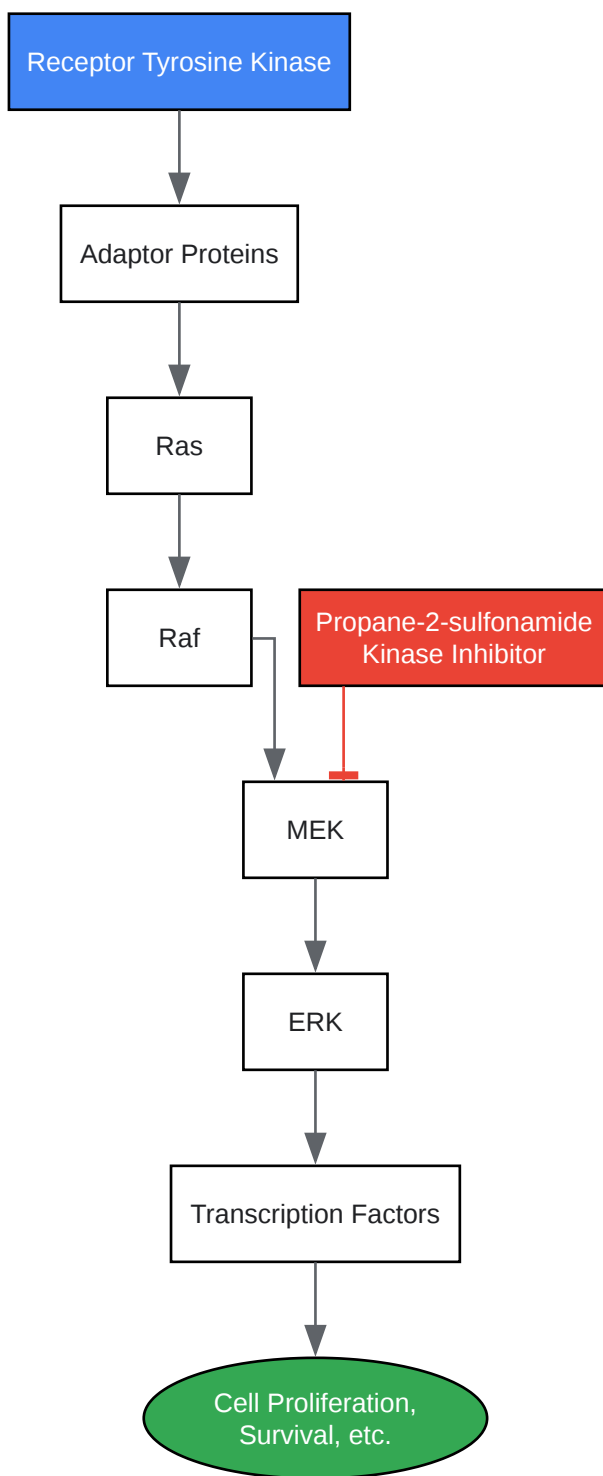 Receptor Tyrosine Kinase
Adaptor Proteins
Ras
Raf
Propane-2-sulfonamide
Kinase Inhibitor
MEK
ERK
Transcription Factors
Cell Proliferation,
Survival, etc.